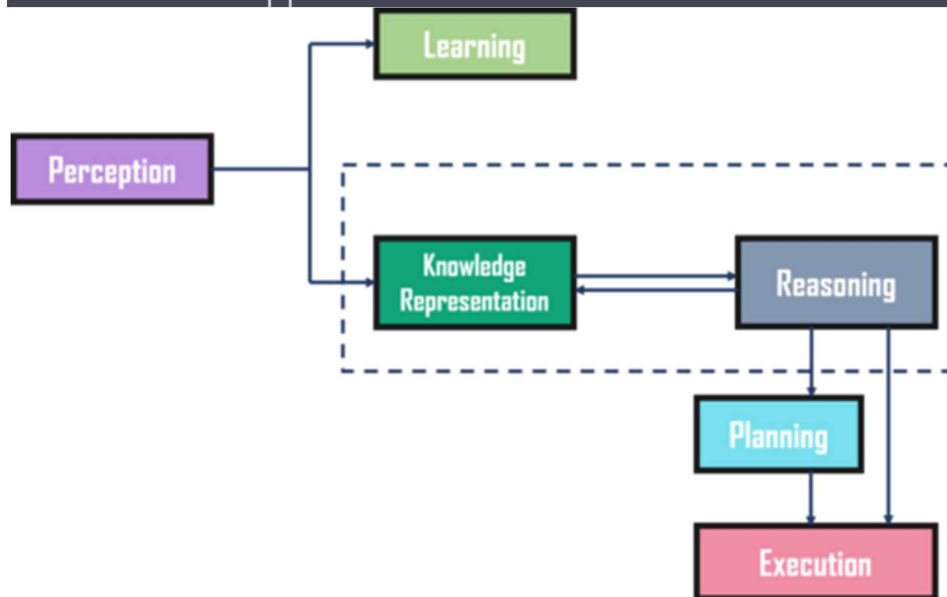 Learning
Perception
Knowledge
Representation
Reasoning
Planning
Execution